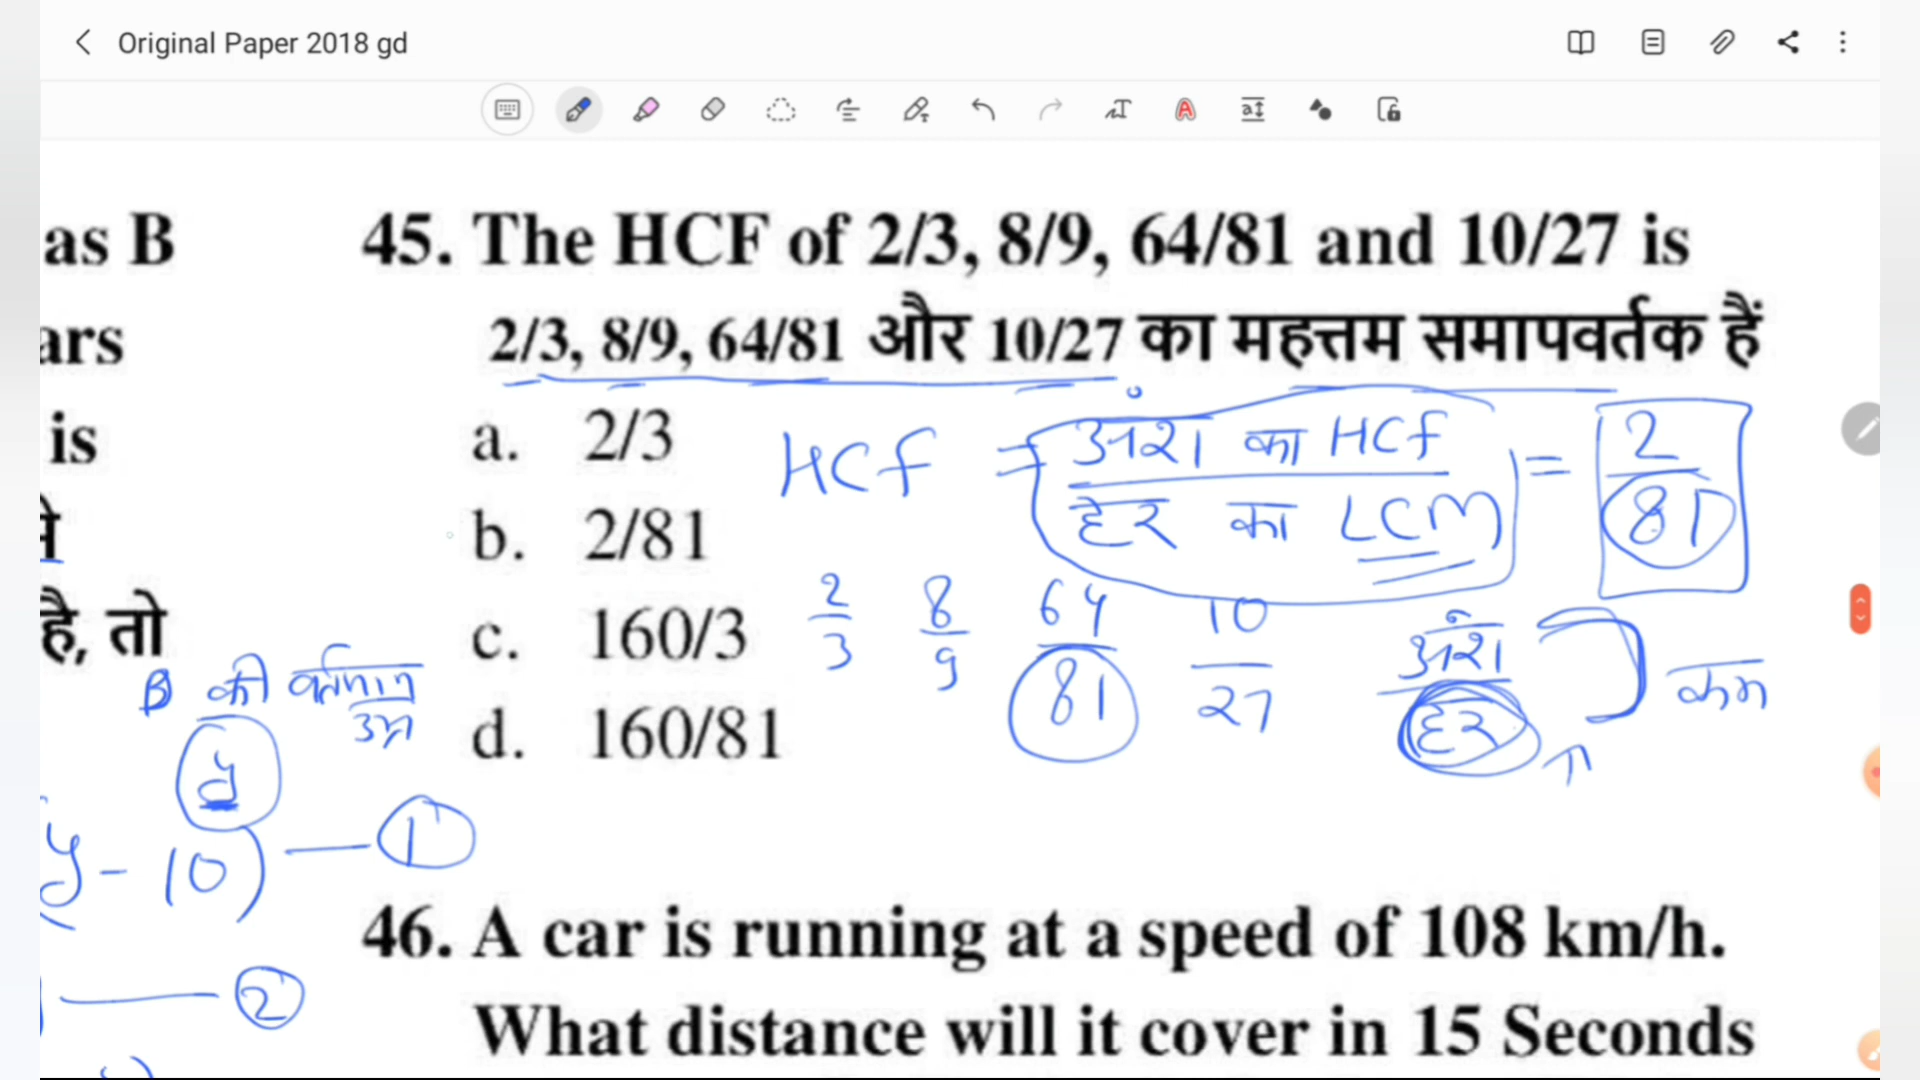 Original Paper 2018 gd
as B
ars
is
है, तो
B की वर्तमान
उम्र
y
y - 10) — 1
2
45. The HCF of 2/3, 8/9, 64/81 and 10/27 is
2/3, 8/9, 64/81 और 10/27 का महत्तम समापवर्तक हैं
a. 2/3
b. 2/81
c. 160/3
d. 160/81
HCF = अंश का HCF / हर का LCM = 2/81
2/3 8/9 64/81 10/27
अंश / हर कम
46. A car is running at a speed of 108 km/h.
What distance will it cover in 15 Seconds